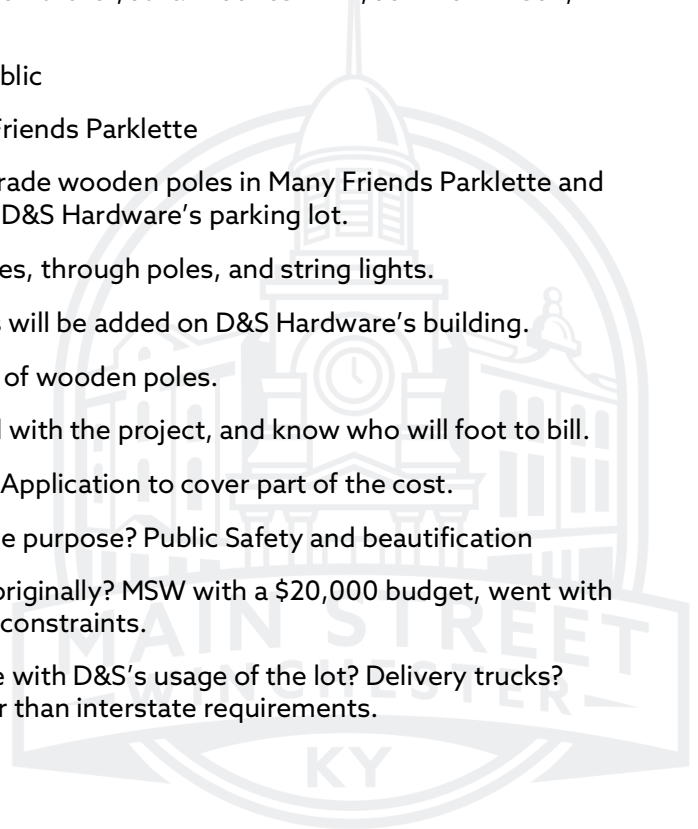 blic
Friends Parklette
rade wooden poles in Many Friends Parklette and
D&S Hardware's parking lot.
es, through poles, and string lights.
s will be added on D&S Hardware's building.
of wooden poles.
l with the project, and know who will foot to bill.
Application to cover part of the cost.
e purpose? Public Safety and beautification
originally? MSW with a $20,000 budget, went with
constraints.
e with D&S's usage of the lot? Delivery trucks?
r than interstate requirements.
MAIN STREET
WINCHESTER
KY